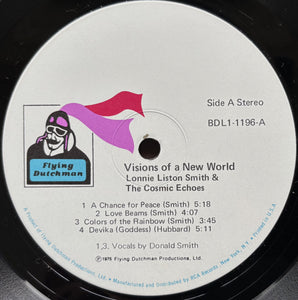 Side A Stereo
BDL1-1196-A
Flying
Dutchman
Visions of a New World
Lonnie Liston Smith &
The Cosmic Echoes
1 A Chance for Peace (Smith) 5:18
2 Love Beams (Smith) 4:07
3 Colors of the Rainbow (Smith) 3:45
4 Devika (Goddess) (Hubbard) 5:11
1,3. Vocals by Donald Smith
℗ 1975 Flying Dutchman Productions, Ltd.
A Product of Flying Dutchman Productions, Ltd. • Manufactured and Distributed by RCA Records, New York, N.Y. • Printed in U.S.A.